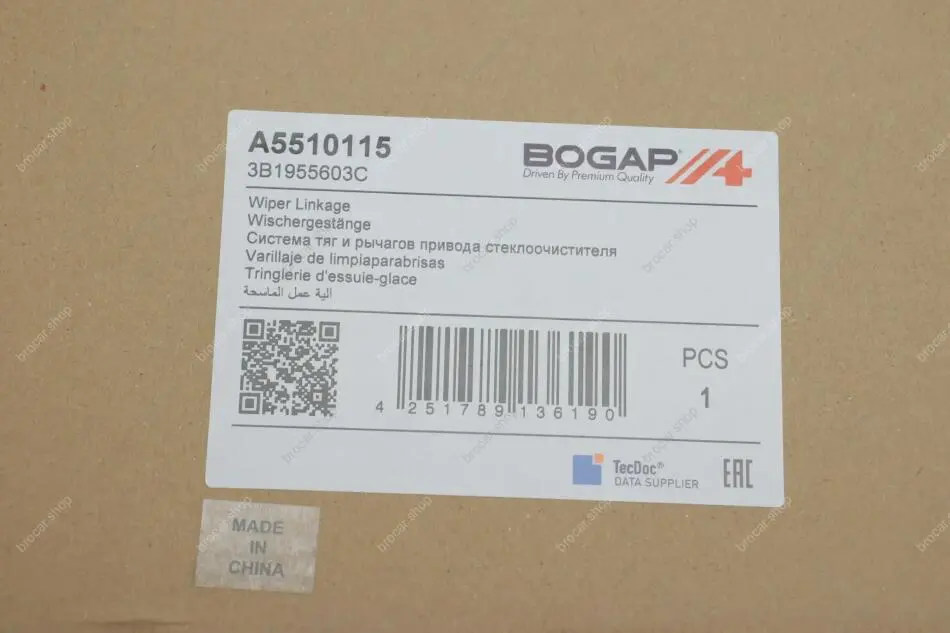 A5510115
3B1955603C
BOGAP
Driven By Premium Quality
Wiper Linkage
Wischergestänge
Система тяг и рычагов привода стеклоочистителя
Varillaje de limpiaparabrisas
Tringlerie d'essuie-glace
آلية عمل الماسحة
4 251789 136190
PCS
1
TecDoc®
DATA SUPPLIER
EAC
MADE
IN
CHINA
brocar.shop